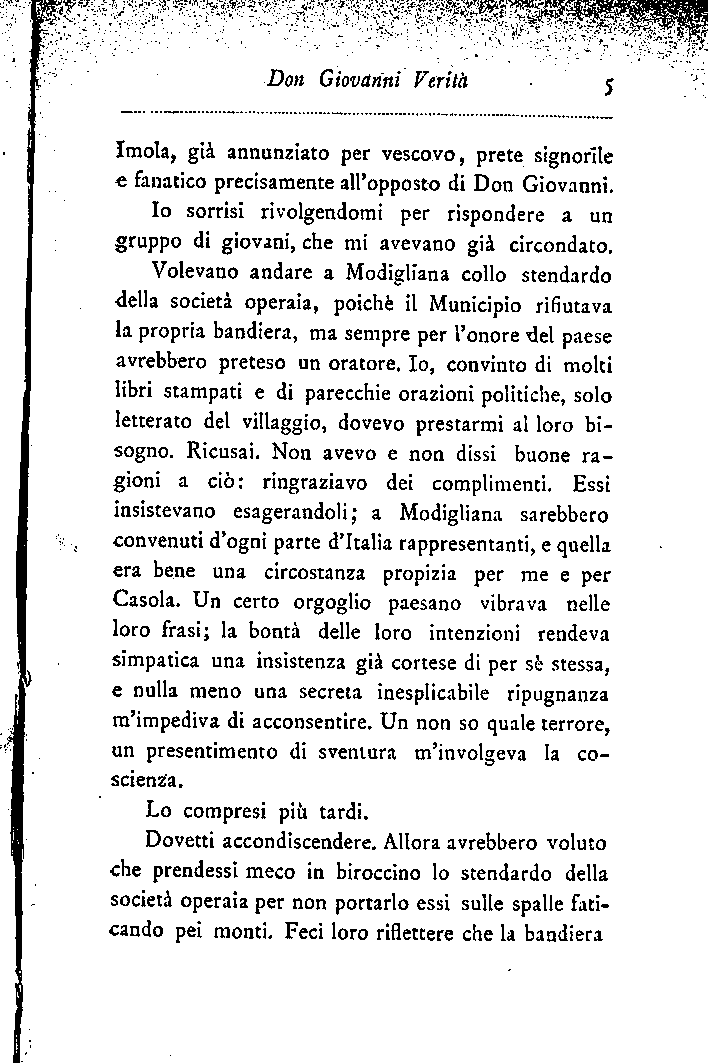 Don Giovanni Verità 5
Imola, già annunziato per vescovo, prete signorile
e fanatico precisamente all'opposto di Don Giovanni.
Io sorrisi rivolgendomi per rispondere a un
gruppo di giovani, che mi avevano già circondato.
Volevano andare a Modigliana collo stendardo
della società operaia, poichè il Municipio rifiutava
la propria bandiera, ma sempre per l'onore del paese
avrebbero preteso un oratore. Io, convinto di molti
libri stampati e di parecchie orazioni politiche, solo
letterato del villaggio, dovevo prestarmi al loro bi-
sogno. Ricusai. Non avevo e non dissi buone ra-
gioni a ciò: ringraziavo dei complimenti. Essi
insistevano esagerandoli; a Modigliana sarebbero
convenuti d'ogni parte d'Italia rappresentanti, e quella
era bene una circostanza propizia per me e per
Casola. Un certo orgoglio paesano vibrava nelle
loro frasi; la bontà delle loro intenzioni rendeva
simpatica una insistenza già cortese di per sè stessa,
e nulla meno una secreta inesplicabile ripugnanza
m'impediva di acconsentire. Un non so quale terrore,
un presentimento di sventura m'involgeva la co-
scienza.
Lo compresi più tardi.
Dovetti accondiscendere. Allora avrebbero voluto
che prendessi meco in biroccino lo stendardo della
società operaia per non portarlo essi sulle spalle fati-
cando pei monti. Feci loro riflettere che la bandiera